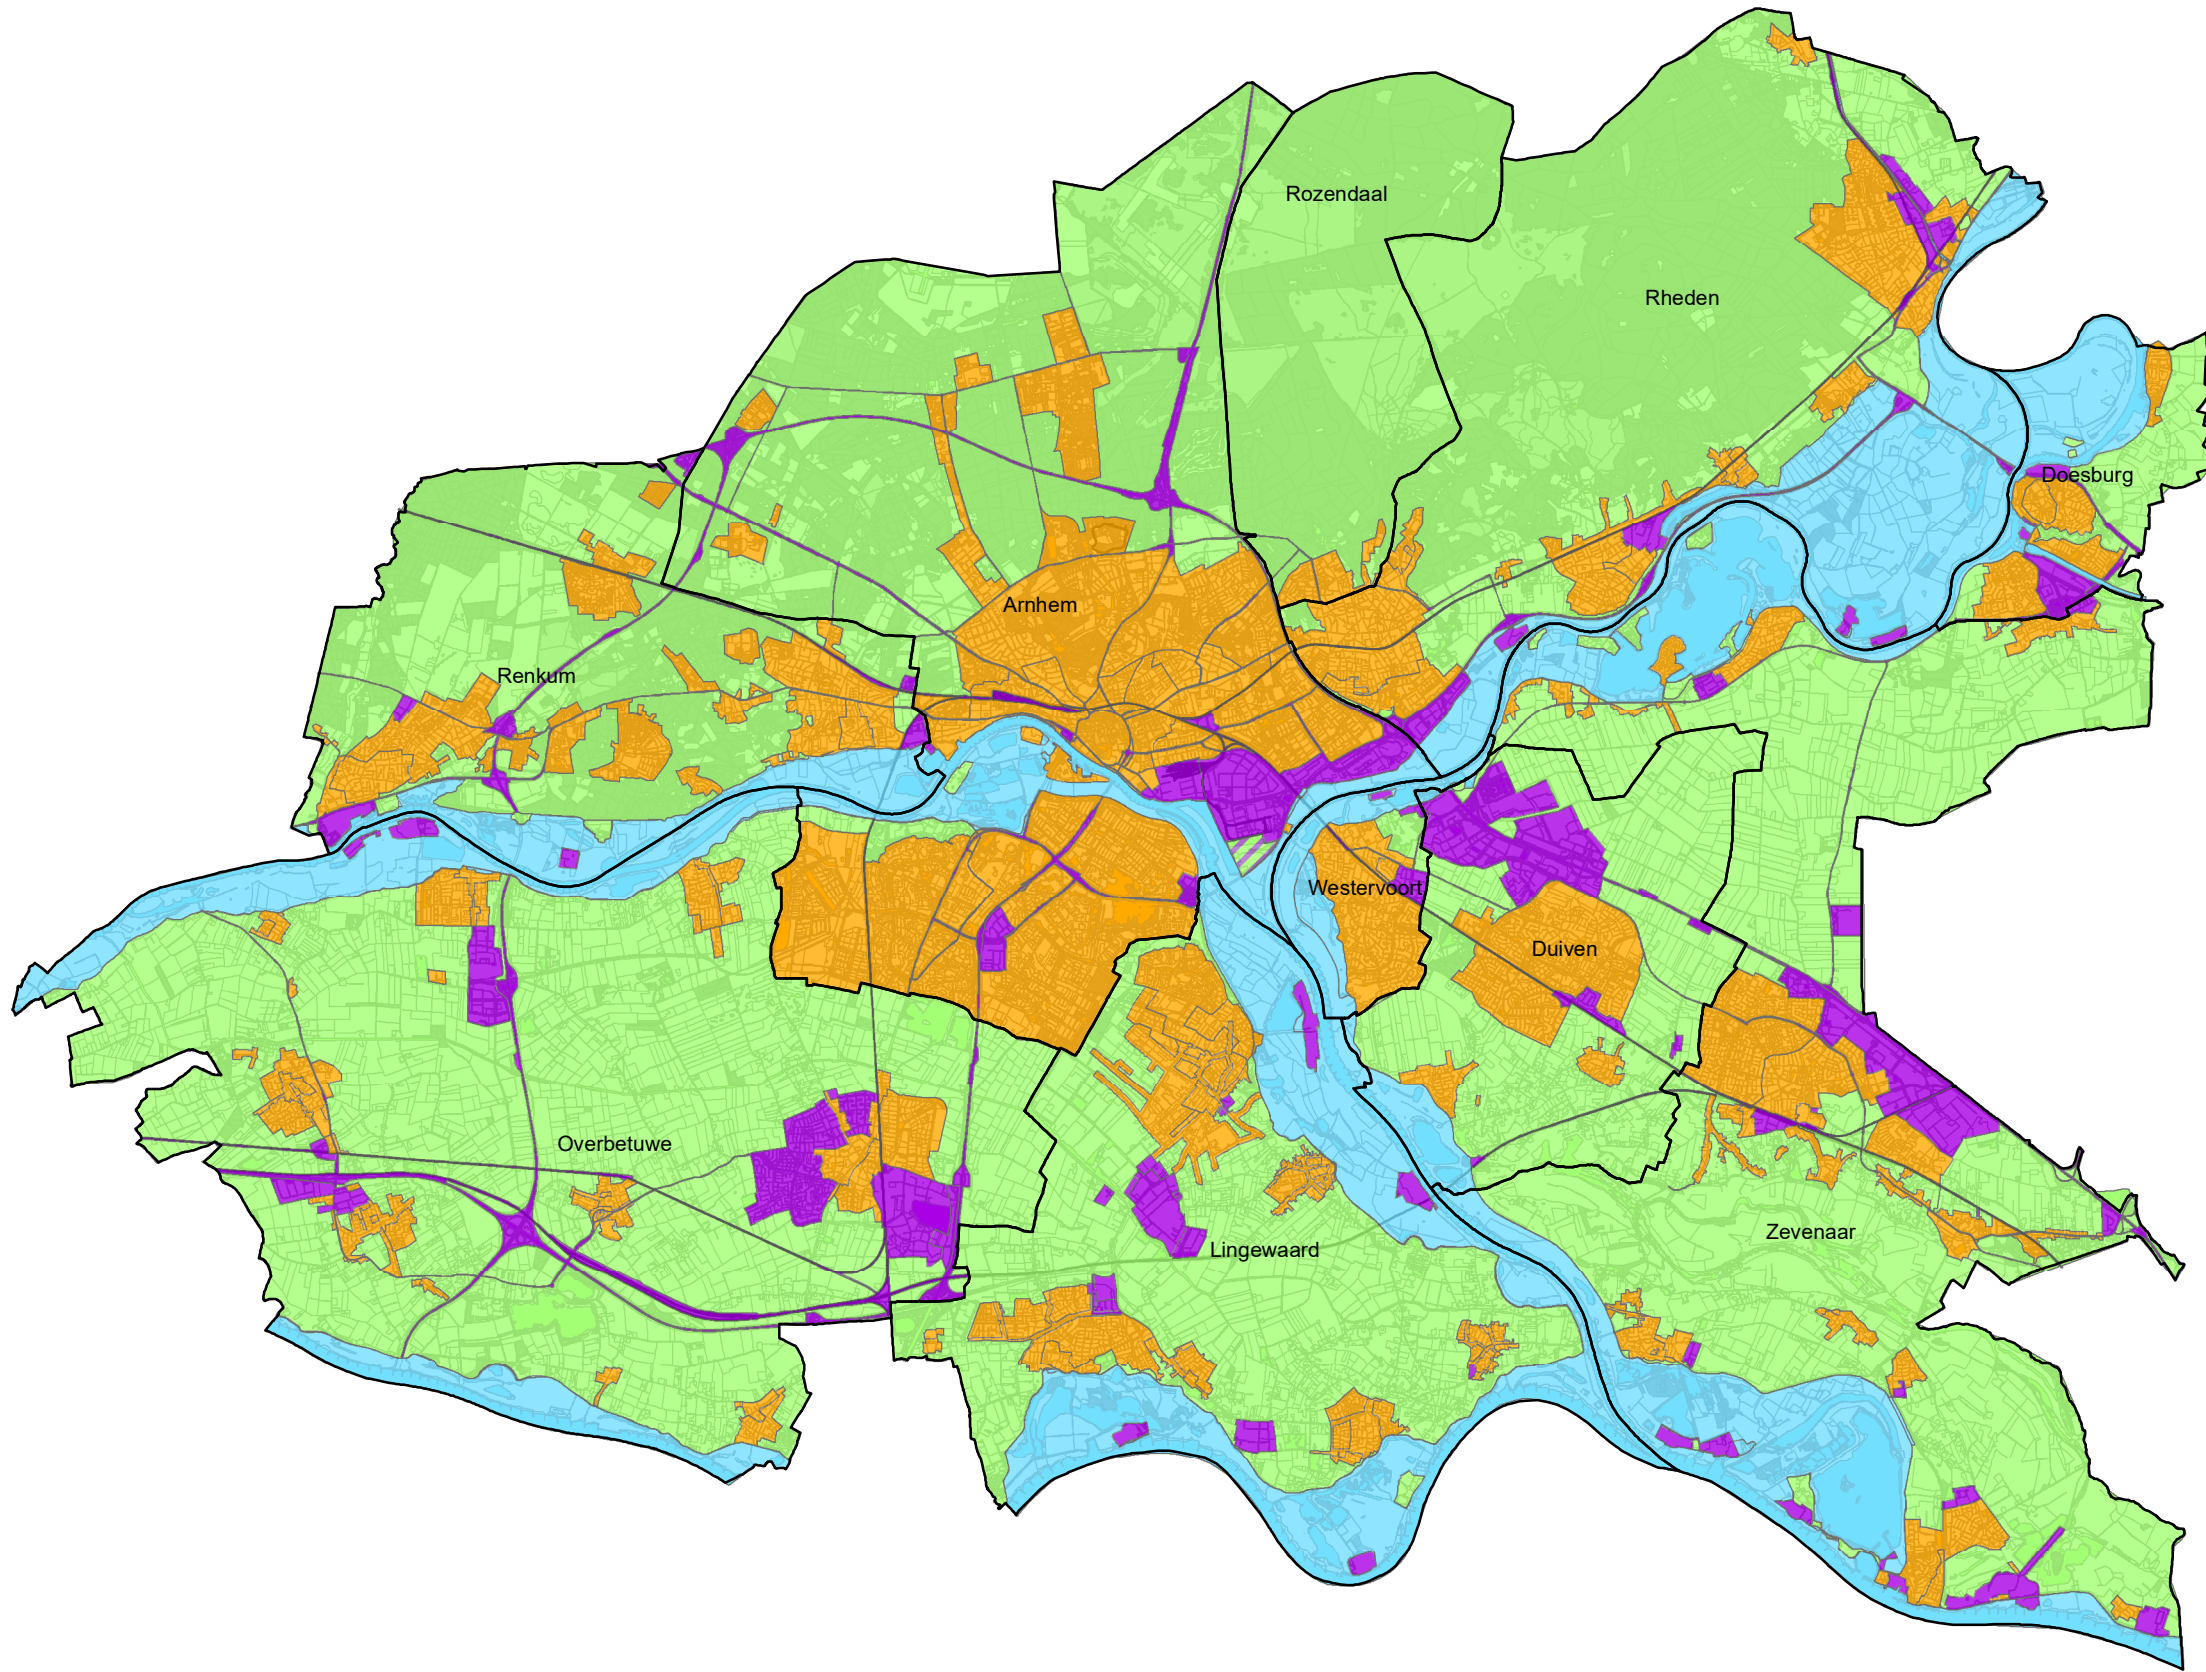 Rozendaal
Rheden
Doesburg
Arnhem
Renkum
Westervoort
Duiven
Overbetuwe
Zevenaar
Lingewaard